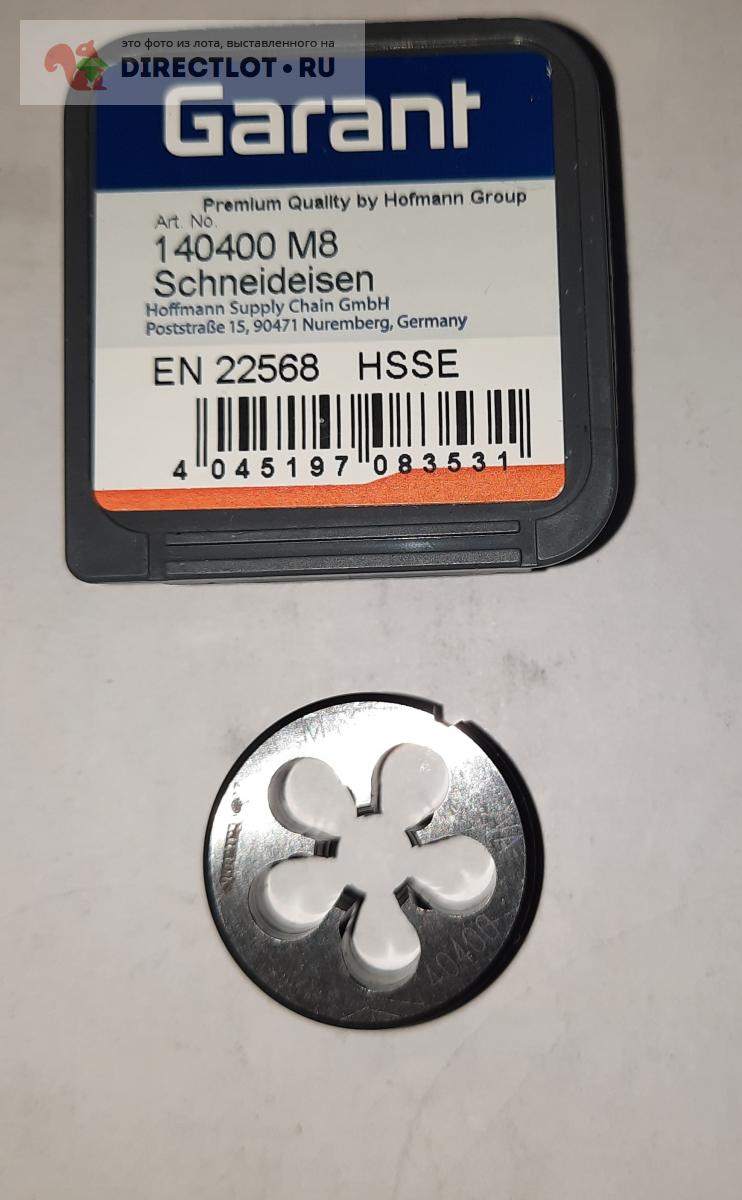 это фото из лота, выставленного на
DIRECTLOT.RU
Garant
Premium Quality by Hofmann Group
Art. No.
140400 M8
Schneideisen
Hoffmann Supply Chain GmbH
Poststraße 15, 90471 Nuremberg, Germany
EN 22568 HSSE
4 045197 083531
140400